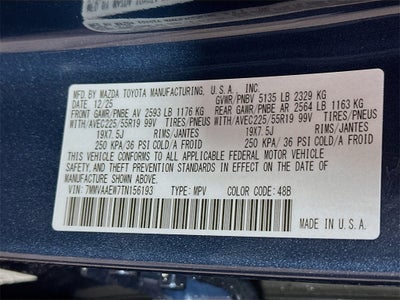 MFD. BY MAZDA TOYOTA MANUFACTURING, U.S.A., INC.
DATE: 12/25 GVWR/PNBV 5135 LB 2329 KG
FRONT GAWR/PNBE AV 2593 LB 1176 KG REAR GAWR/PNBE AR 2564 LB 1163 KG
WITH/AVEC225/55R19 99V TIRES/PNEUS WITH/AVEC225/55R19 99V TIRES/PNEUS
19X7.5J RIMS/JANTES 19X7.5J RIMS/JANTES
250 KPA/36 PSI COLD/A FROID 250 KPA/ 36 PSI COLD/A FROID
THIS VEHICLE CONFORMS TO ALL APPLICABLE FEDERAL MOTOR VEHICLE
SAFETY, AND THEFT PREVENTION STANDARDS IN EFFECT ON THE DATE OF
MANUFACTURE SHOWN ABOVE.
VIN: 7MMVAAEW7TN156193 TYPE: MPV COLOR CODE: 48B
MADE IN U.S.A.